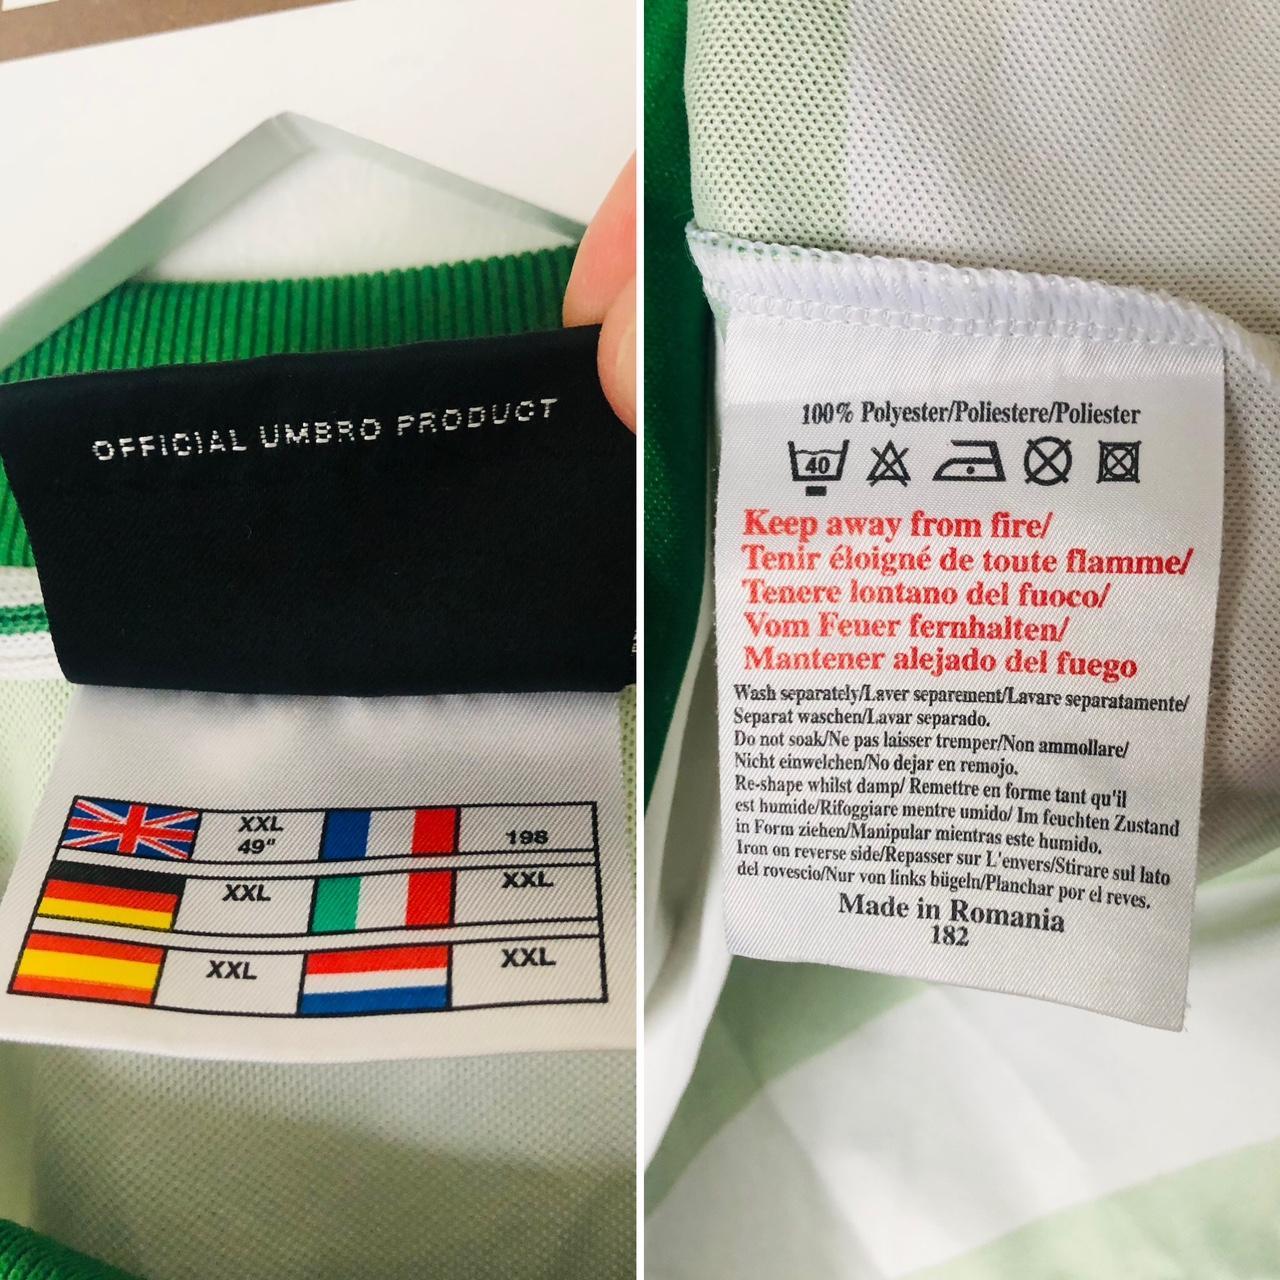 OFFICIAL UMBRO PRODUCT
XXL
49"
198
XXL
XXL
XXL
XXL
100% Polyester/Poliestere/Poliester
40
Keep away from fire/
Tenir éloigné de toute flamme/
Tenere lontano del fuoco/
Vom Feuer fernhalten/
Mantener alejado del fuego
Wash separately/Laver separement/Lavare separatamente/
Separat waschen/Lavar separado.
Do not soak/Ne pas laisser tremper/Non ammollare/
Nicht einweichen/No dejar en remojo.
Re-shape whilst damp/ Remettre en forme tant qu'il
est humide/Rifoggiare mentre umido/ Im feuchten Zustand
in Form ziehen/Manipular mientras este humido.
Iron on reverse side/Repasser sur L'envers/Stirare sul lato
del rovescio/Nur von links bügeln/Planchar por el reves.
Made in Romania
182